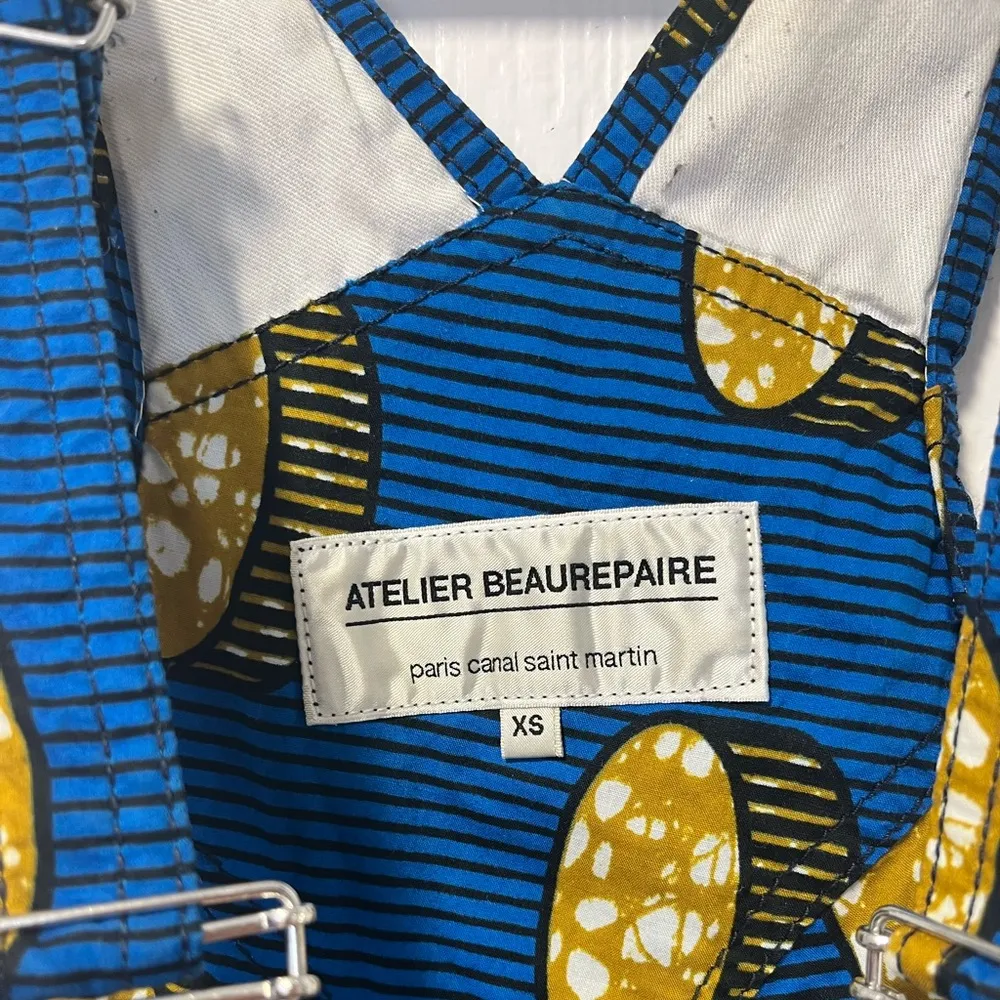 ATELIER BEAUREPAIRE
paris canal saint martin
XS